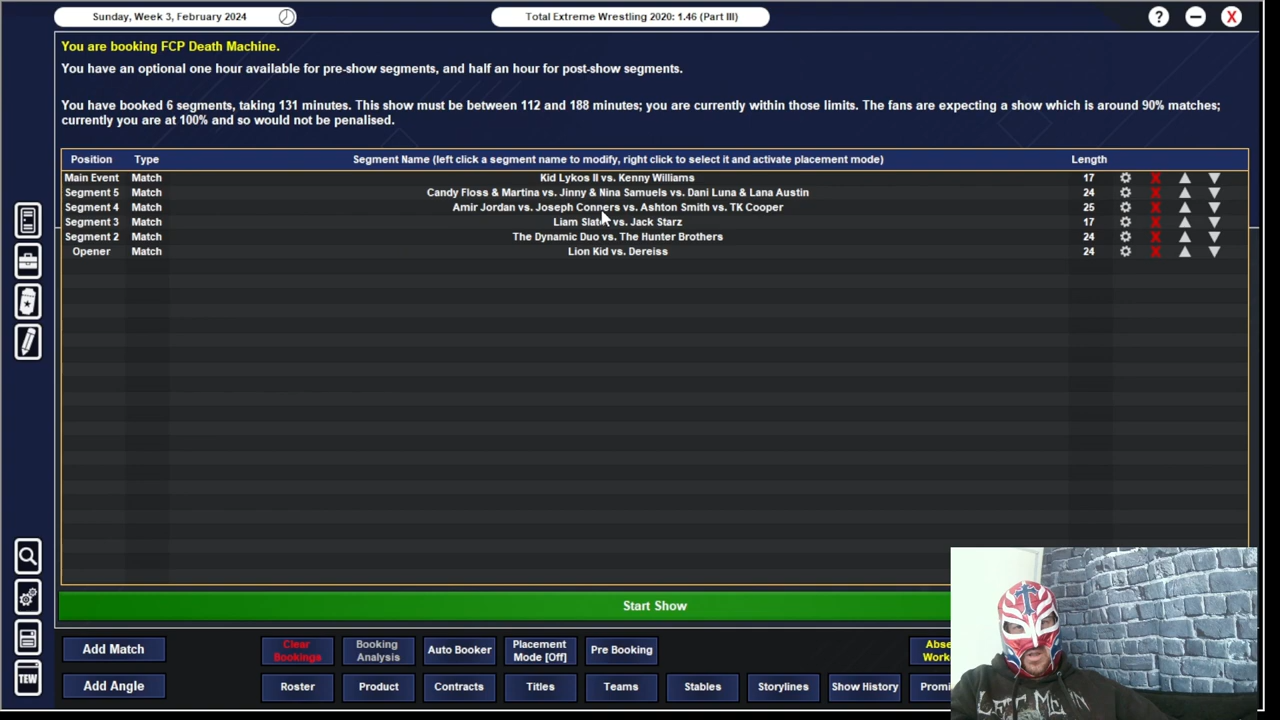 Sunday, Week 3, February 2024
Total Extreme Wrestling 2020: 1.46 (Part III)
?
X
You are booking FCP Death Machine.
You have an optional one hour available for pre-show segments, and half an hour for post-show segments.
You have booked 6 segments, taking 131 minutes. This show must be between 112 and 188 minutes; you are currently within those limits. The fans are expecting a show which is around 90% matches;
currently you are at 100% and so would not be penalised.
Position Type Segment Name (left click a segment name to modify, right click to select it and activate placement mode) Length
Main Event Match Kid Lykos II vs. Kenny Williams 17 X
Segment 5 Match Candy Floss & Martina vs. Jinny & Nina Samuels vs. Dani Luna & Lana Austin 24 X
Segment 4 Match Amir Jordan vs. Joseph Conners vs. Ashton Smith vs. TK Cooper 25 X
Segment 3 Match Liam Slat vs. Jack Starz 17 X
Segment 2 Match The Dynamic Duo vs. The Hunter Brothers 24 X
Opener Match Lion Kid vs. Dereiss 24 X
Start Show
Add Match
Clear Bookings
Booking Analysis
Auto Booker
Placement Mode [Off]
Pre Booking
Abse
Work
TEW
Add Angle
Roster
Product
Contracts
Titles
Teams
Stables
Storylines
Show History
Promi